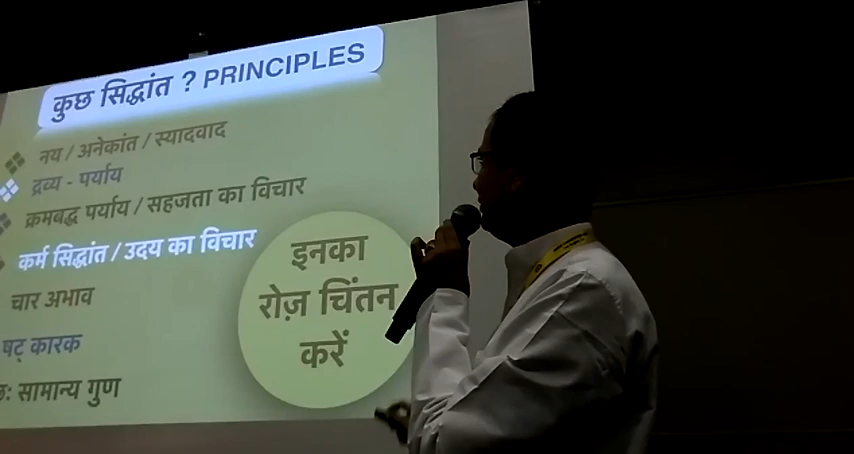 कुछ सिद्धांत ? PRINCIPLES
नय / अनेकांत / स्यादवाद
द्रव्य - पर्याय
क्रमबद्ध पर्याय / सहजता का विचार
कर्म सिद्धांत / उदय का विचार
चार अभाव
षट् कारक
सामान्य गुण
इनका
रोज़ चिंतन
करें